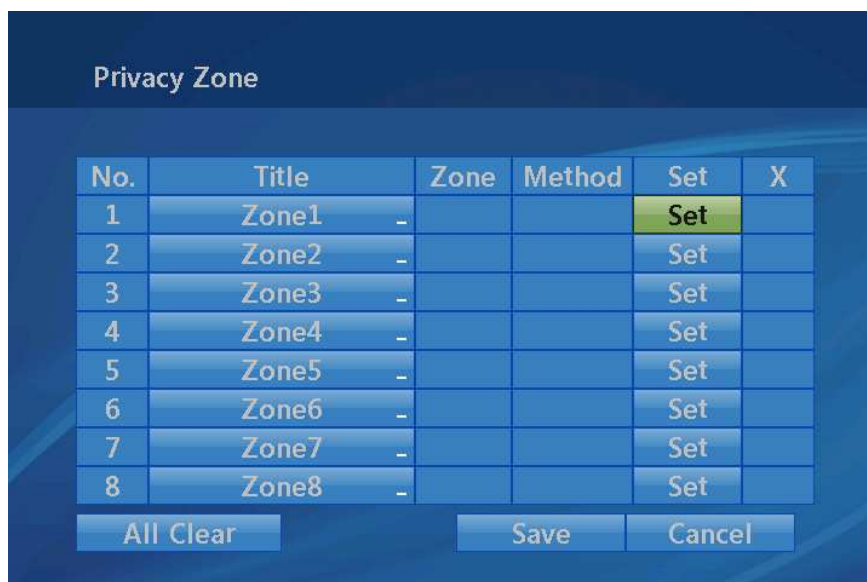 Privacy Zone
No. Title Zone Method Set X
1 Zone1 Set
2 Zone2 Set
3 Zone3 Set
4 Zone4 Set
5 Zone5 Set
6 Zone6 Set
7 Zone7 Set
8 Zone8 Set
All Clear Save Cancel